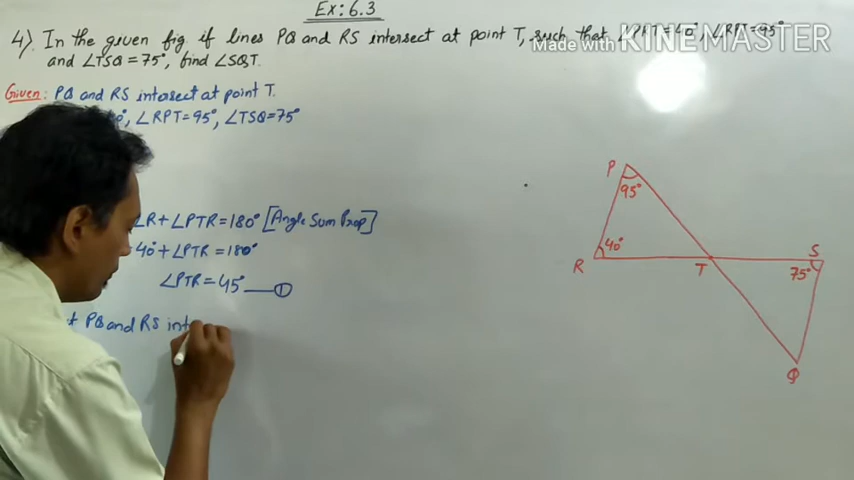 Ex: 6.3
4). In the given fig. if lines PQ and RS intersect at point T, such that ∠PRT=40° ∠RPT=95°
Made with KINEMASTER
and ∠TSQ=75°, find ∠SQT.
Given: PQ and RS intersect at point T.
∠RPT=95°, ∠TSQ=75°
∠R+∠PTR=180° [Angle Sum Prop]
40°+∠PTR=180°
∠PTR=45° ——①
PQ and RS
P
95°
40°
R
T
S
75°
Q